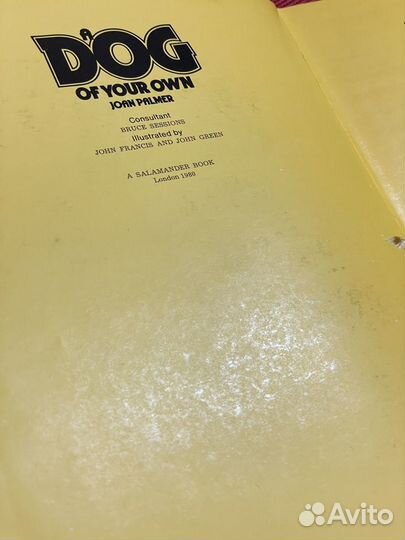 A
DOG
OF YOUR OWN
JOAN PALMER
Consultant
BRUCE SESSIONS
Illustrated by
JOHN FRANCIS AND JOHN GREEN
A SALAMANDER BOOK
London 1980
Avito